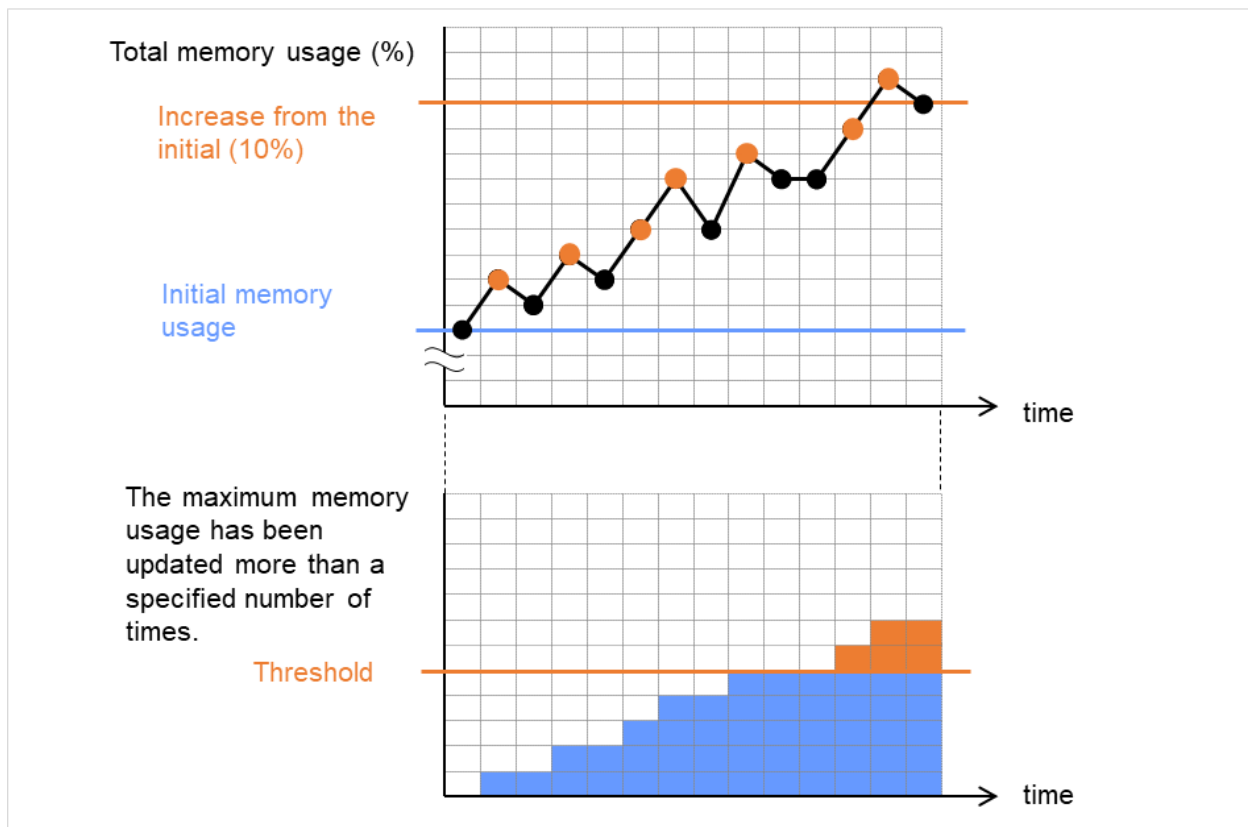 Total memory usage (%)
Increase from the
initial (10%)
Initial memory
usage
time
The maximum memory
usage has been
updated more than a
specified number of
times.
Threshold
time